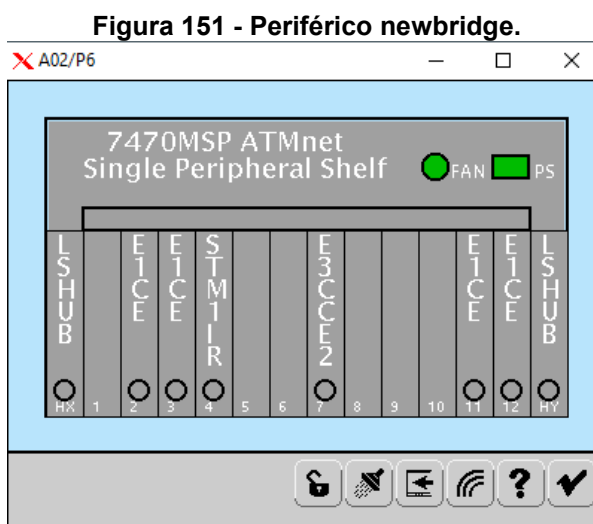 Figura 151 - Periférico newbridge.
A02/P6
7470MSP ATMnet
Single Peripheral Shelf
FAN
PS
LSHUB
E1CE
E1CE
STM1IR
E3CCE2
E1CE
E1CE
LSHUB
HX 1 2 3 4 5 6 7 8 9 10 11 12 HY
?